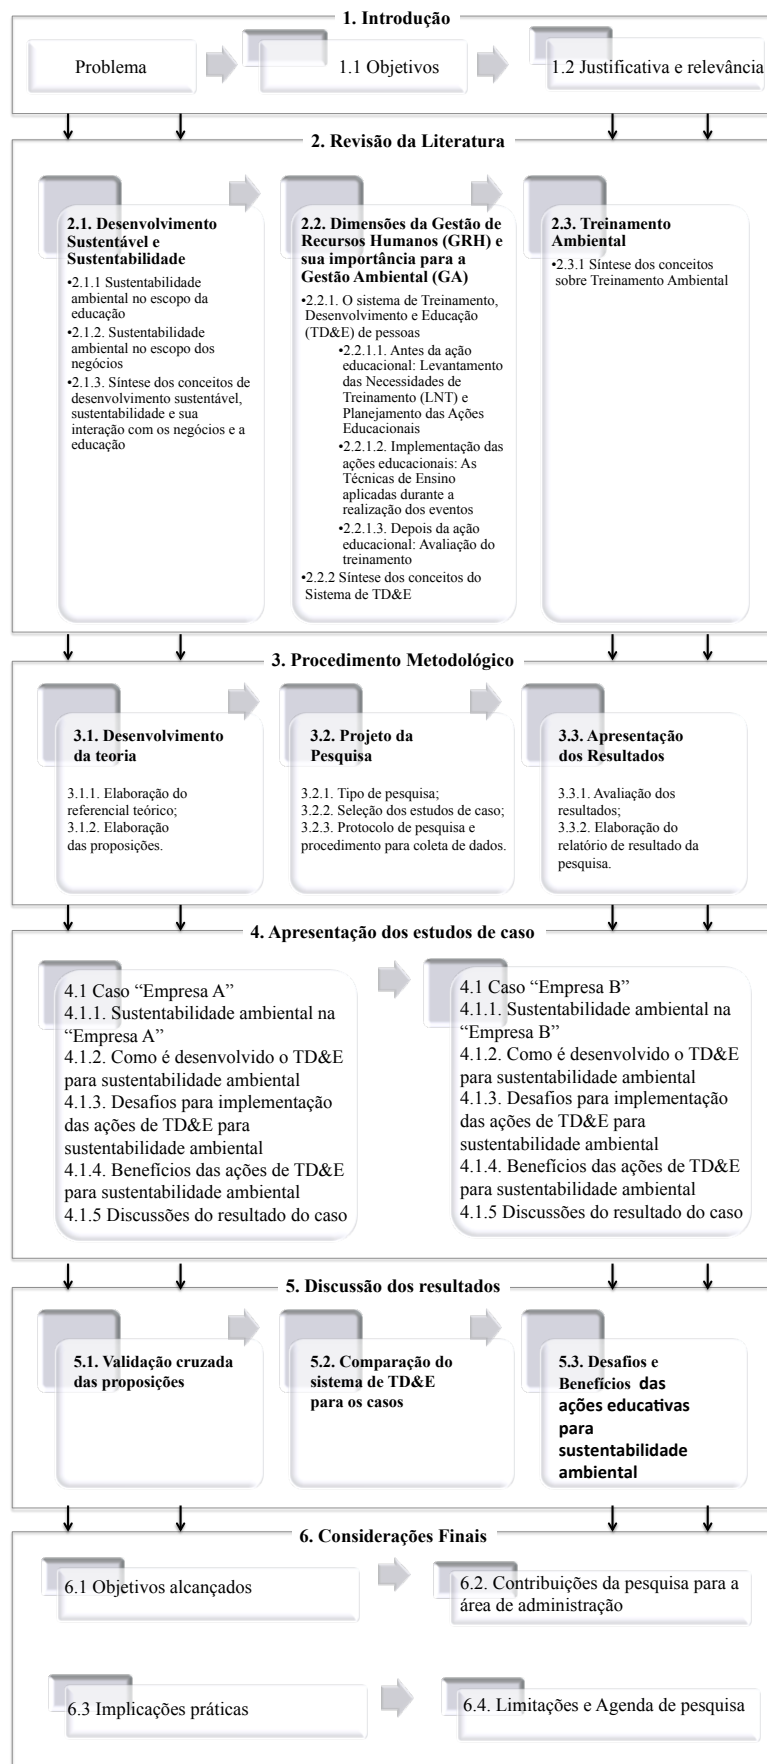 1. Introdução
Problema
1.1 Objetivos
1.2 Justificativa e relevância
2. Revisão da Literatura
2.1. Desenvolvimento
Sustentável e
Sustentabilidade
•2.1.1 Sustentabilidade
ambiental no escopo da
educação
•2.1.2. Sustentabilidade
ambiental no escopo dos
negócios
•2.1.3. Síntese dos conceitos de
desenvolvimento sustentável,
sustentabilidade e sua
interação com os negócios e a
educação
2.2. Dimensões da Gestão de
Recursos Humanos (GRH) e
sua importância para a
Gestão Ambiental (GA)
•2.2.1. O sistema de Treinamento,
Desenvolvimento e Educação
(TD&E) de pessoas
•2.2.1.1. Antes da ação
educacional: Levantamento
das Necessidades de
Treinamento (LNT) e
Planejamento das Ações
Educacionais
•2.2.1.2. Implementação das
ações educacionais: As
Técnicas de Ensino
aplicadas durante a
realização dos eventos
•2.2.1.3. Depois da ação
educacional: Avaliação do
treinamento
•2.2.2 Síntese dos conceitos do
Sistema de TD&E
2.3. Treinamento
Ambiental
•2.3.1 Síntese dos conceitos
sobre Treinamento Ambiental
3. Procedimento Metodológico
3.1. Desenvolvimento
da teoria
3.1.1. Elaboração do
referencial teórico;
3.1.2. Elaboração
das proposições.
3.2. Projeto da
Pesquisa
3.2.1. Tipo de pesquisa;
3.2.2. Seleção dos estudos de caso;
3.2.3. Protocolo de pesquisa e
procedimento para coleta de dados.
3.3. Apresentação
dos Resultados
3.3.1. Avaliação dos
resultados;
3.3.2. Elaboração do
relatório de resultado da
pesquisa.
4. Apresentação dos estudos de caso
4.1 Caso “Empresa A”
4.1.1. Sustentabilidade ambiental na
“Empresa A”
4.1.2. Como é desenvolvido o TD&E
para sustentabilidade ambiental
4.1.3. Desafios para implementação
das ações de TD&E para
sustentabilidade ambiental
4.1.4. Benefícios das ações de TD&E
para sustentabilidade ambiental
4.1.5 Discussões do resultado do caso
4.1 Caso “Empresa B”
4.1.1. Sustentabilidade ambiental na
“Empresa B”
4.1.2. Como é desenvolvido o TD&E
para sustentabilidade ambiental
4.1.3. Desafios para implementação
das ações de TD&E para
sustentabilidade ambiental
4.1.4. Benefícios das ações de TD&E
para sustentabilidade ambiental
4.1.5 Discussões do resultado do caso
5. Discussão dos resultados
5.1. Validação cruzada
das proposições
5.2. Comparação do
sistema de TD&E
para os casos
5.3. Desafios e
Benefícios das
ações educativas
para
sustentabilidade
ambiental
6. Considerações Finais
6.1 Objetivos alcançados
6.2. Contribuições da pesquisa para a
área de administração
6.3 Implicações práticas
6.4. Limitações e Agenda de pesquisa